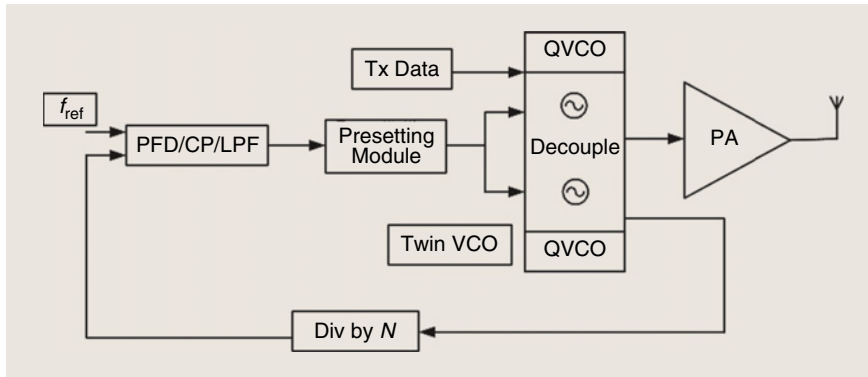 QVCO
Tx Data
f_ref
PFD/CP/LPF
Presetting
Module
Decouple
PA
Twin VCO
QVCO
Div by N